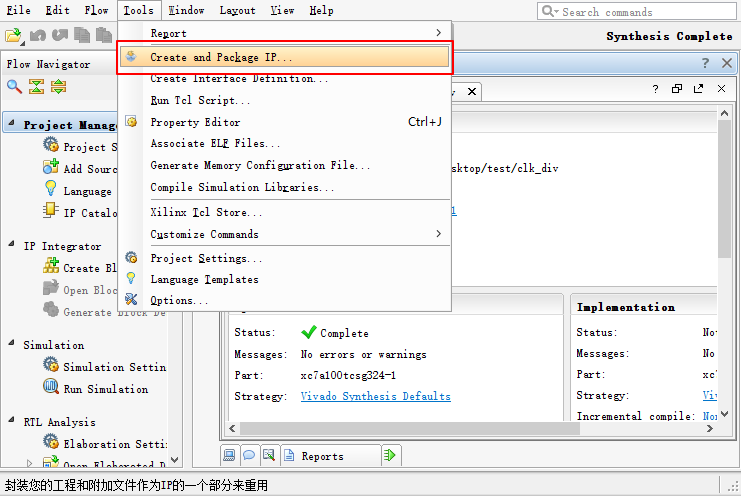 File Edit Flow Tools Window Layout View Help
Search commands
Synthesis Complete
Flow Navigator
Report
Create and Package IP...
Create Interface Definition...
Run Tcl Script...
Property Editor Ctrl+J
Associate ELF Files...
Generate Memory Configuration File...
Compile Simulation Libraries...
Xilinx Tcl Store...
Customize Commands
Project Settings...
Language Templates
Options...
Project Manag
Project S
Add Sourc
Language
IP Catalo
IP Integrator
Create Bl
Open Bloc
Generate Block De
Simulation
Simulation Settin
Run Simulation
RTL Analysis
Elaboration Setti
Open Elaborated D
sktop/test/clk_div
1
Status: Complete
Messages: No errors or warnings
Part: xc7a100tcsg324-1
Strategy: Vivado Synthesis Defaults
Implementation
Status: No
Messages: No
Part: xc
Strategy: Viv
Incremental compile: Non
Reports
封装您的工程和附加文件作为IP的一个部分来重用